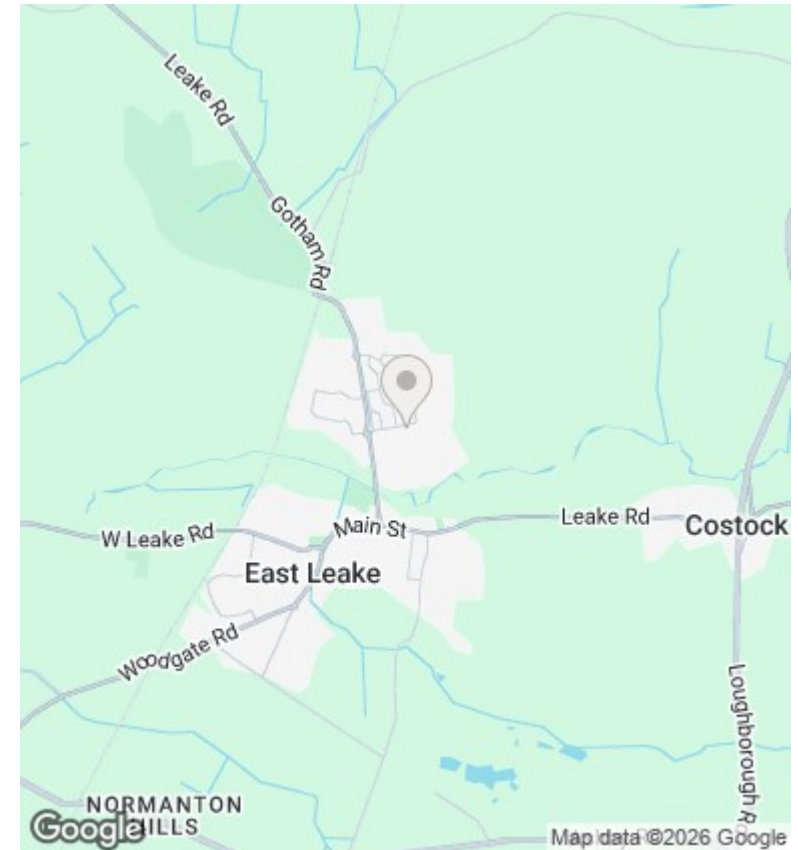 Leake Rd
Gotham Rd
Main St
Leake Rd
W Leake Rd
Costock
East Leake
Woodgate Rd
Loughborough R
NORMANTON
HILLS
Google
Map data ©2026 Google